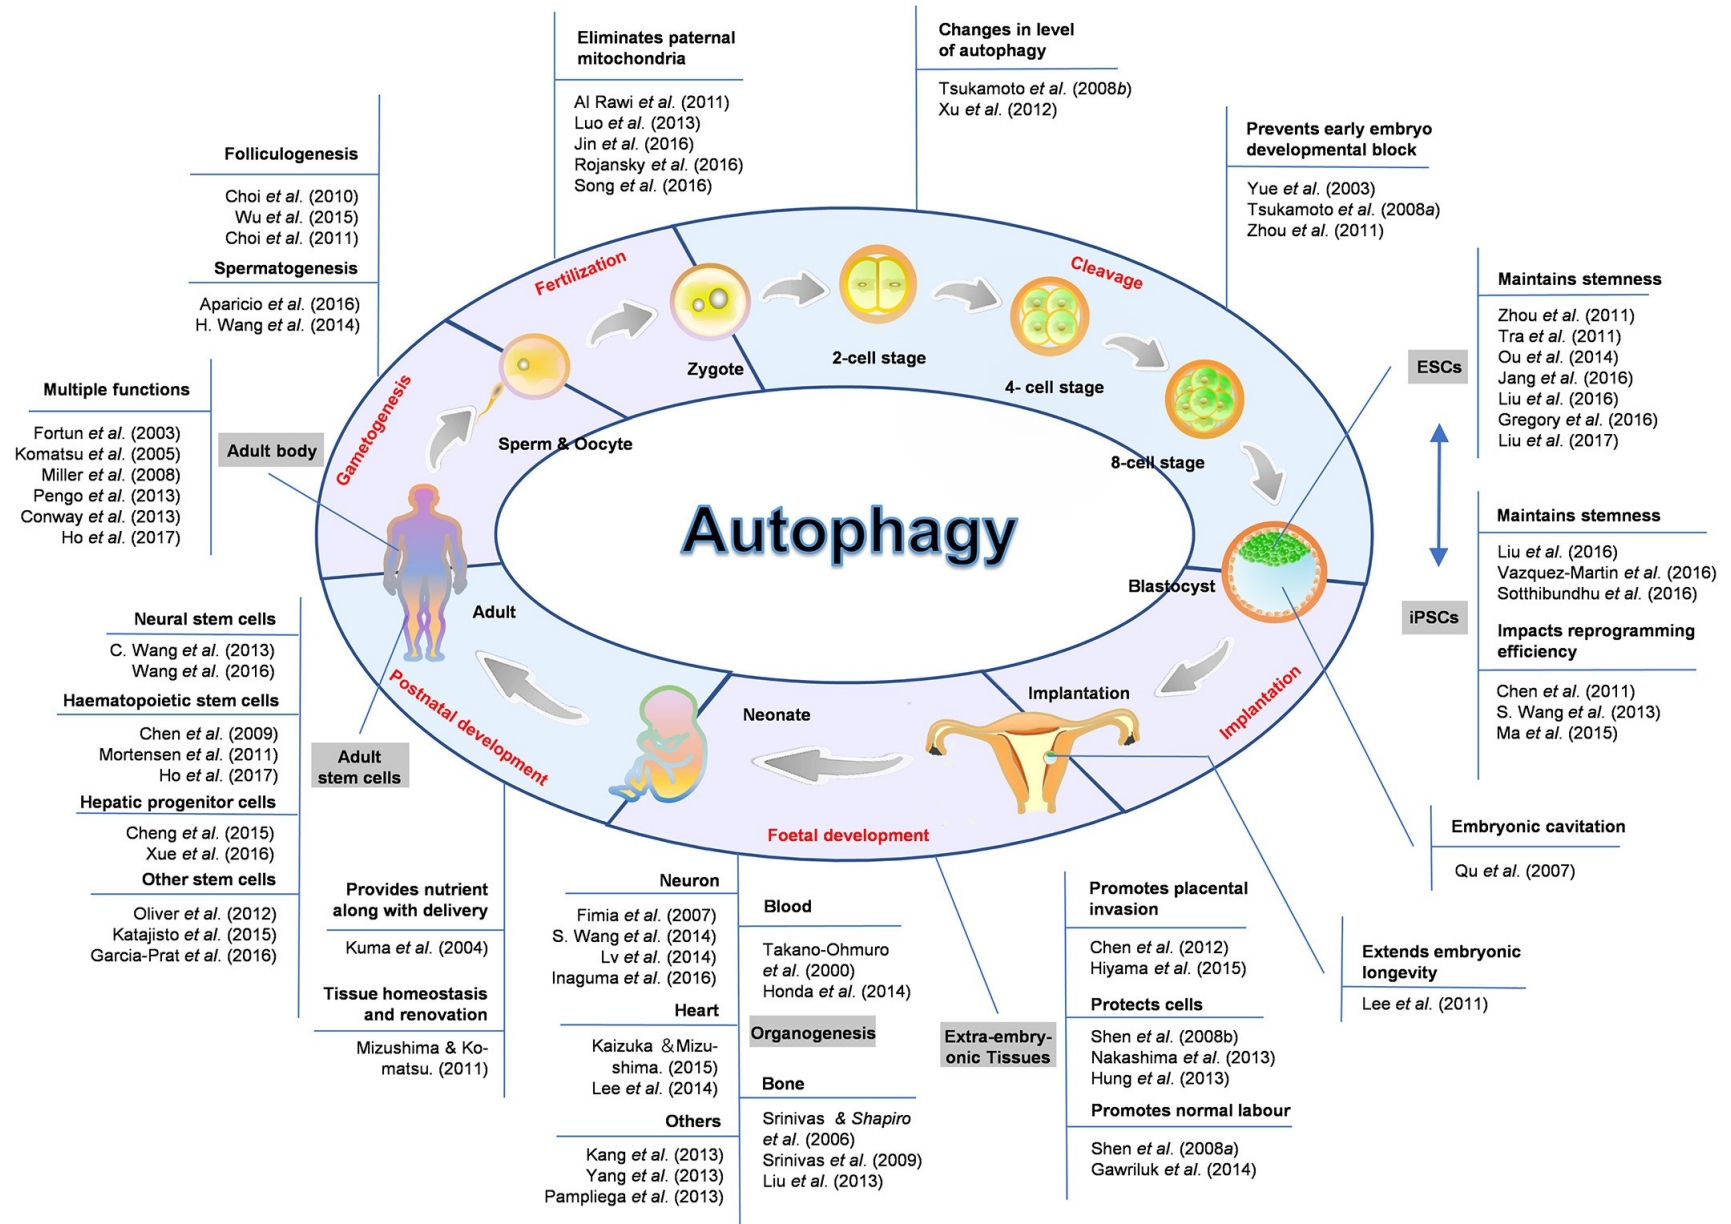 Eliminates paternal
mitochondria
Al Rawi et al. (2011)
Luo et al. (2013)
Jin et al. (2016)
Rojansky et al. (2016)
Song et al. (2016)
Changes in level
of autophagy
Tsukamoto et al. (2008b)
Xu et al. (2012)
Prevents early embryo
developmental block
Yue et al. (2003)
Tsukamoto et al. (2008a)
Zhou et al. (2011)
Folliculogenesis
Choi et al. (2010)
Wu et al. (2015)
Choi et al. (2011)
Spermatogenesis
Aparicio et al. (2016)
H. Wang et al. (2014)
Multiple functions
Fortun et al. (2003)
Komatsu et al. (2005)
Miller et al. (2008)
Pengo et al. (2013)
Conway et al. (2013)
Ho et al. (2017)
Adult body
Gametogenesis
Fertilization
Cleavage
Zygote
Sperm & Oocyte
2-cell stage
4- cell stage
8-cell stage
Blastocyst
Autophagy
Adult
Neonate
Implantation
Implantation
Postnatal development
Foetal development
ESCs
Maintains stemness
Zhou et al. (2011)
Tra et al. (2011)
Ou et al. (2014)
Jang et al. (2016)
Liu et al. (2016)
Gregory et al. (2016)
Liu et al. (2017)
iPSCs
Maintains stemness
Liu et al. (2016)
Vazquez-Martin et al. (2016)
Sotthibundhu et al. (2016)
Impacts reprogramming
efficiency
Chen et al. (2011)
S. Wang et al. (2013)
Ma et al. (2015)
Embryonic cavitation
Qu et al. (2007)
Extends embryonic
longevity
Lee et al. (2011)
Neural stem cells
C. Wang et al. (2013)
Wang et al. (2016)
Haematopoietic stem cells
Chen et al. (2009)
Mortensen et al. (2011)
Ho et al. (2017)
Hepatic progenitor cells
Cheng et al. (2015)
Xue et al. (2016)
Other stem cells
Oliver et al. (2012)
Katajisto et al. (2015)
Garcia-Prat et al. (2016)
Adult
stem cells
Provides nutrient
along with delivery
Kuma et al. (2004)
Tissue homeostasis
and renovation
Mizushima & Ko-
matsu. (2011)
Neuron
Fimia et al. (2007)
S. Wang et al. (2014)
Lv et al. (2014)
Inaguma et al. (2016)
Heart
Kaizuka &Mizu-
shima. (2015)
Lee et al. (2014)
Others
Kang et al. (2013)
Yang et al. (2013)
Pampliega et al. (2013)
Blood
Takano-Ohmuro
et al. (2000)
Honda et al. (2014)
Organogenesis
Bone
Srinivas & Shapiro
et al. (2006)
Srinivas et al. (2009)
Liu et al. (2013)
Extra-embry-
onic Tissues
Promotes placental
invasion
Chen et al. (2012)
Hiyama et al. (2015)
Protects cells
Shen et al. (2008b)
Nakashima et al. (2013)
Hung et al. (2013)
Promotes normal labour
Shen et al. (2008a)
Gawriluk et al. (2014)